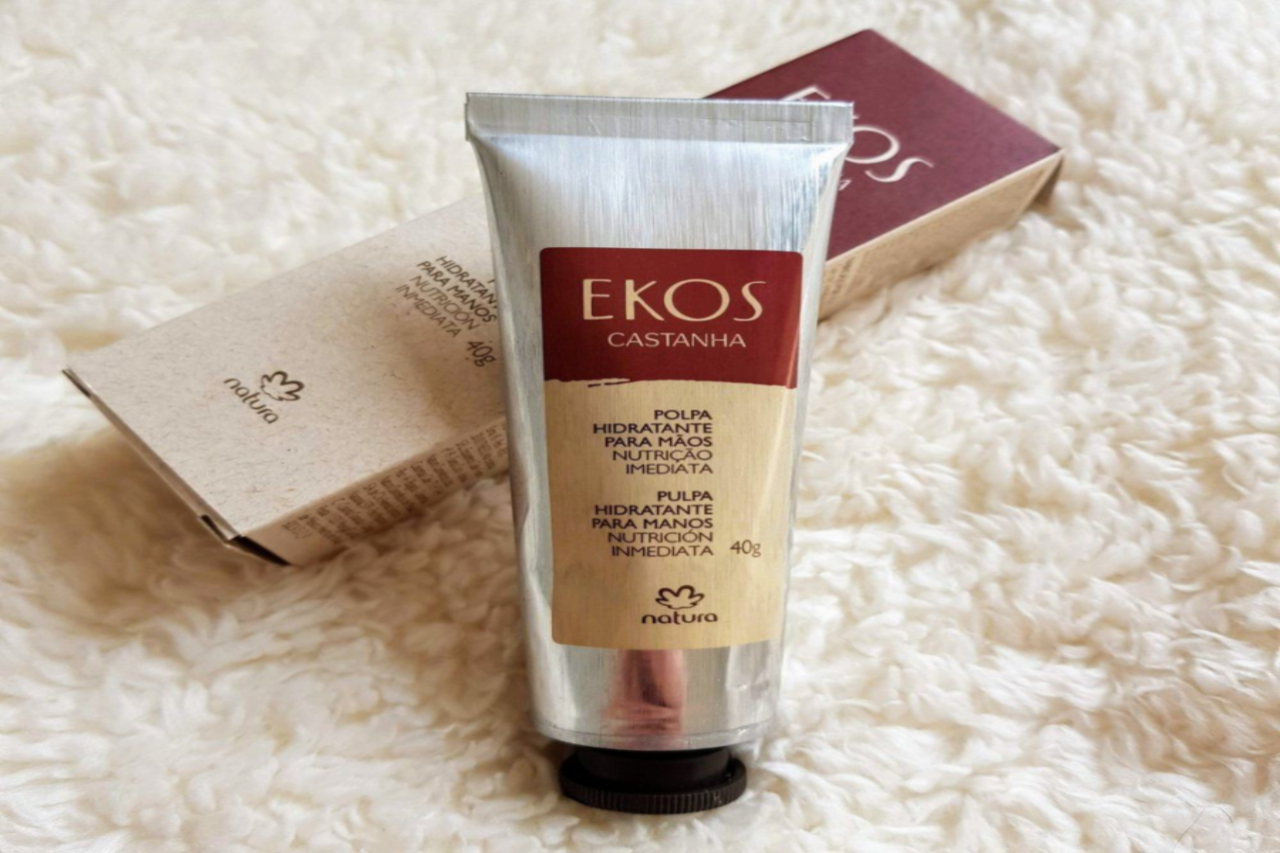 EKOS
CASTANHA
POLPA
HIDRATANTE
PARA MÃOS
NUTRIÇÃO
IMEDIATA
PULPA
HIDRATANTE
PARA MANOS
NUTRICIÓN
INMEDIATA 40g
natura
EKOS
HIDRATANTE
PARA MANOS
NUTRICIÓN
INMEDIATA 40g
natura